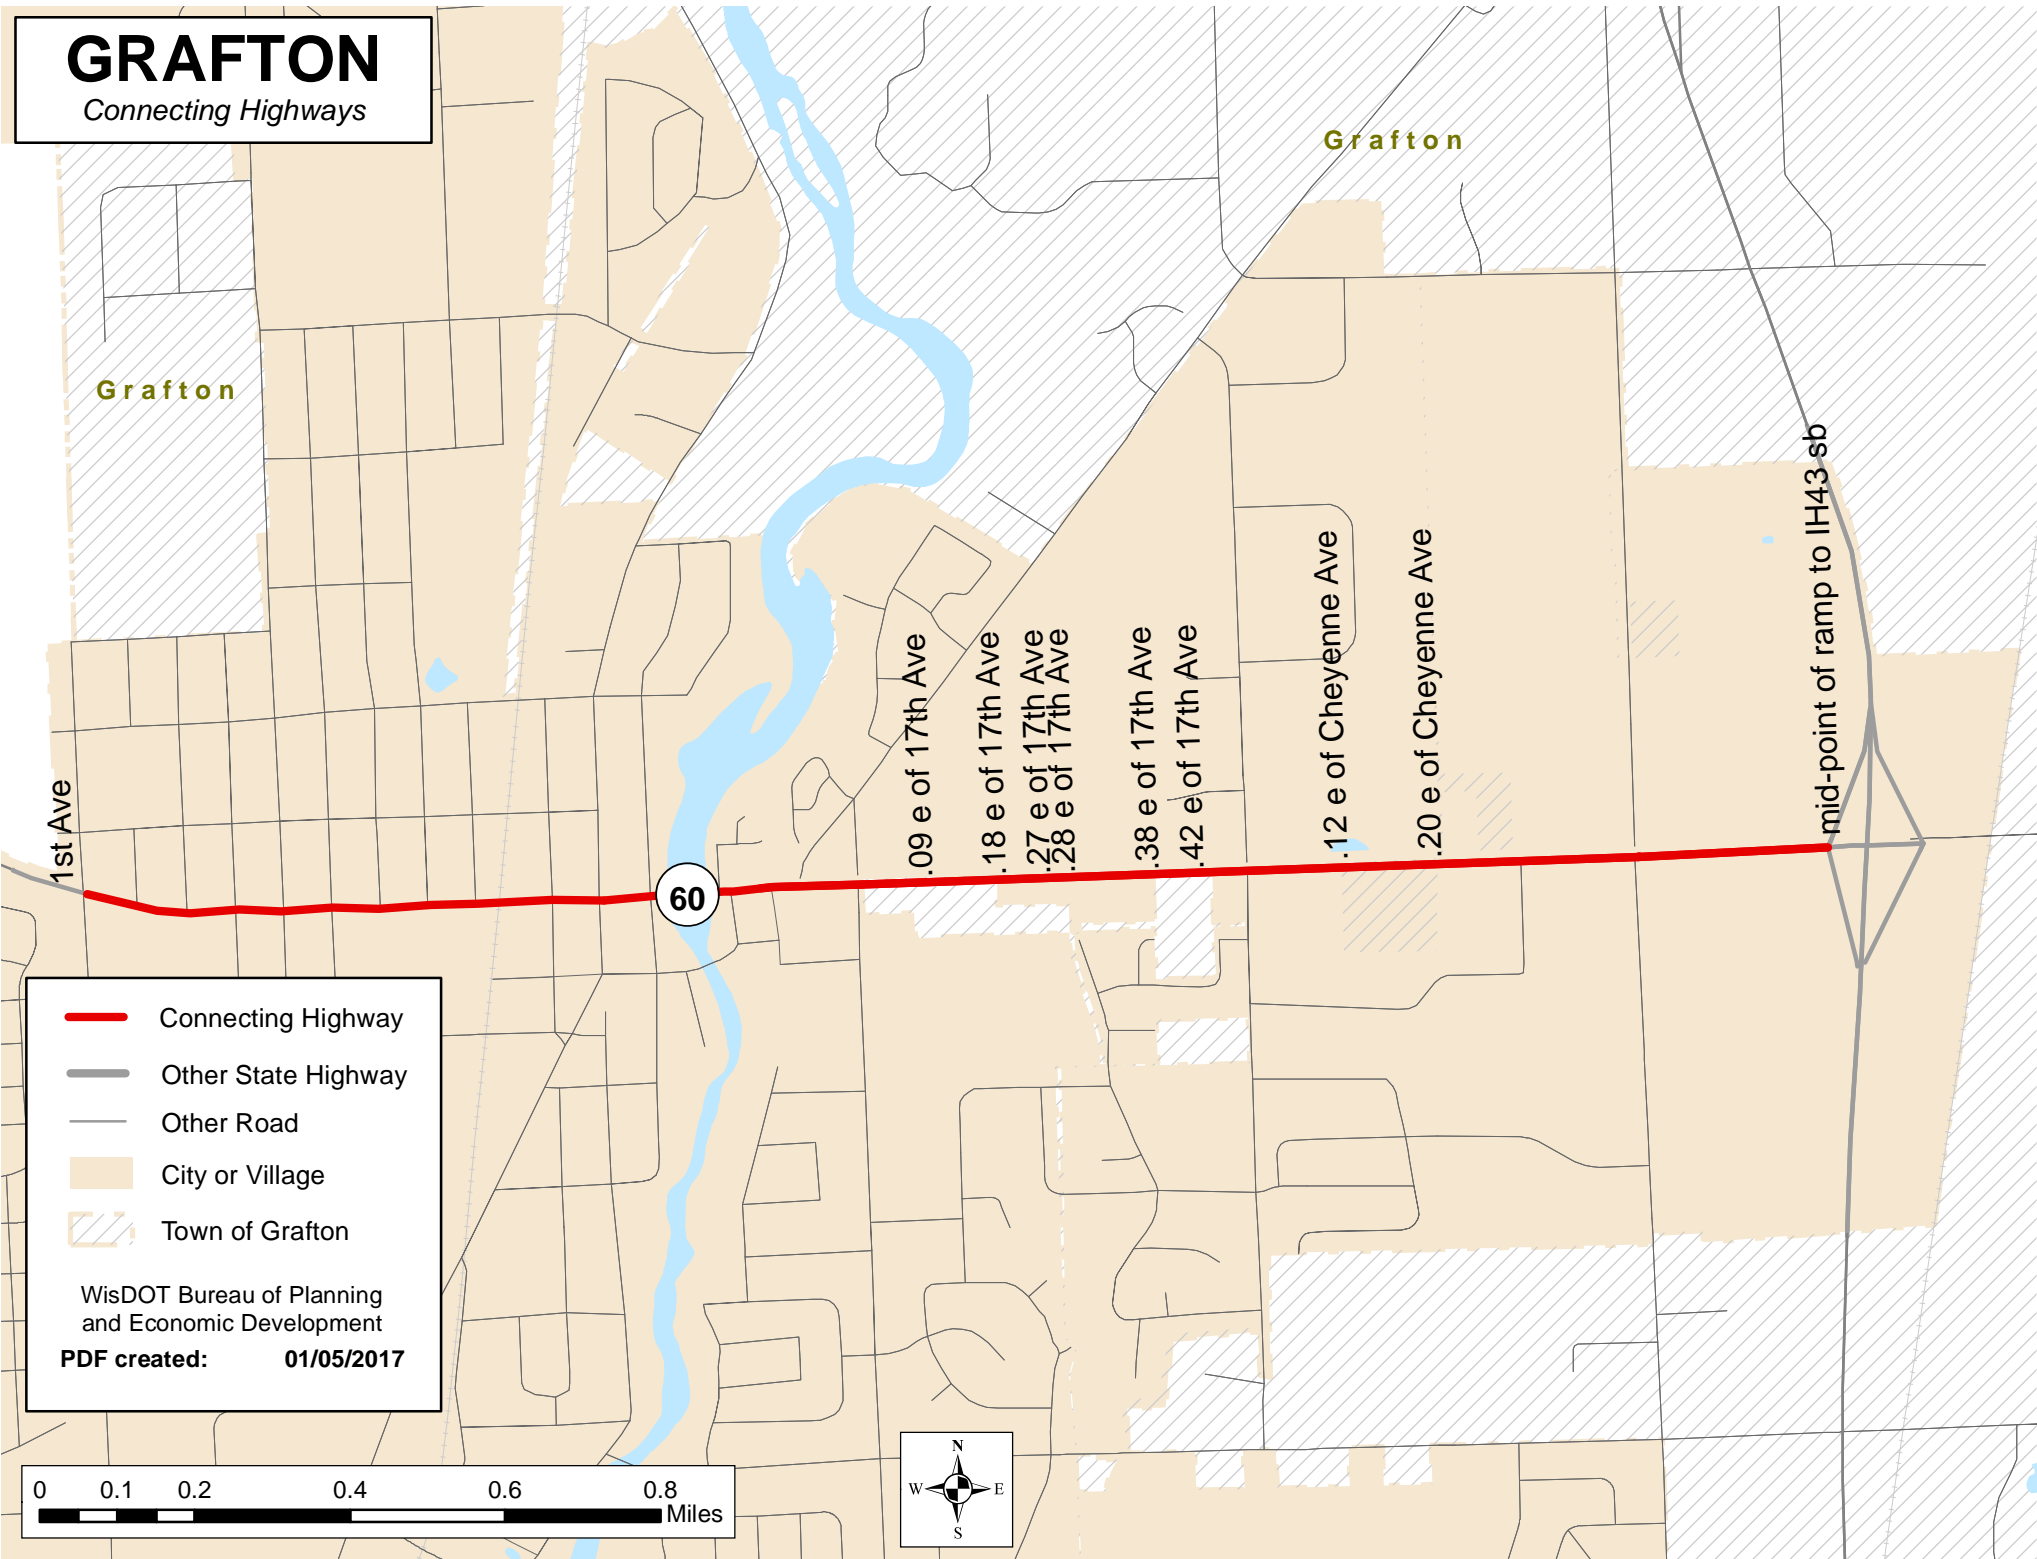 GRAFTON
Connecting Highways
Grafton
Grafton
1st Ave
.09 e of 17th Ave
.18 e of 17th Ave
.27 e of 17th Ave
.28 e of 17th Ave
.38 e of 17th Ave
.42 e of 17th Ave
.12 e of Cheyenne Ave
.20 e of Cheyenne Ave
mid-point of ramp to IH43 sb
60
Connecting Highway
Other State Highway
Other Road
City or Village
Town of Grafton
WisDOT Bureau of Planning
and Economic Development
PDF created: 01/05/2017
0 0.1 0.2 0.4 0.6 0.8
Miles
N
W E
S